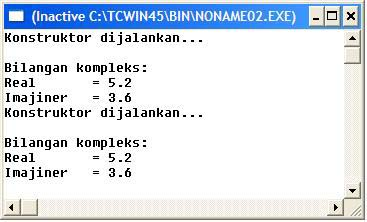 (Inactive C:\TCWIN45\BIN\NONAME02.EXE)
Konstruktor dijalankan...
Bilangan kompleks:
Real = 5.2
Imajiner = 3.6
Konstruktor dijalankan...
Bilangan kompleks:
Real = 5.2
Imajiner = 3.6